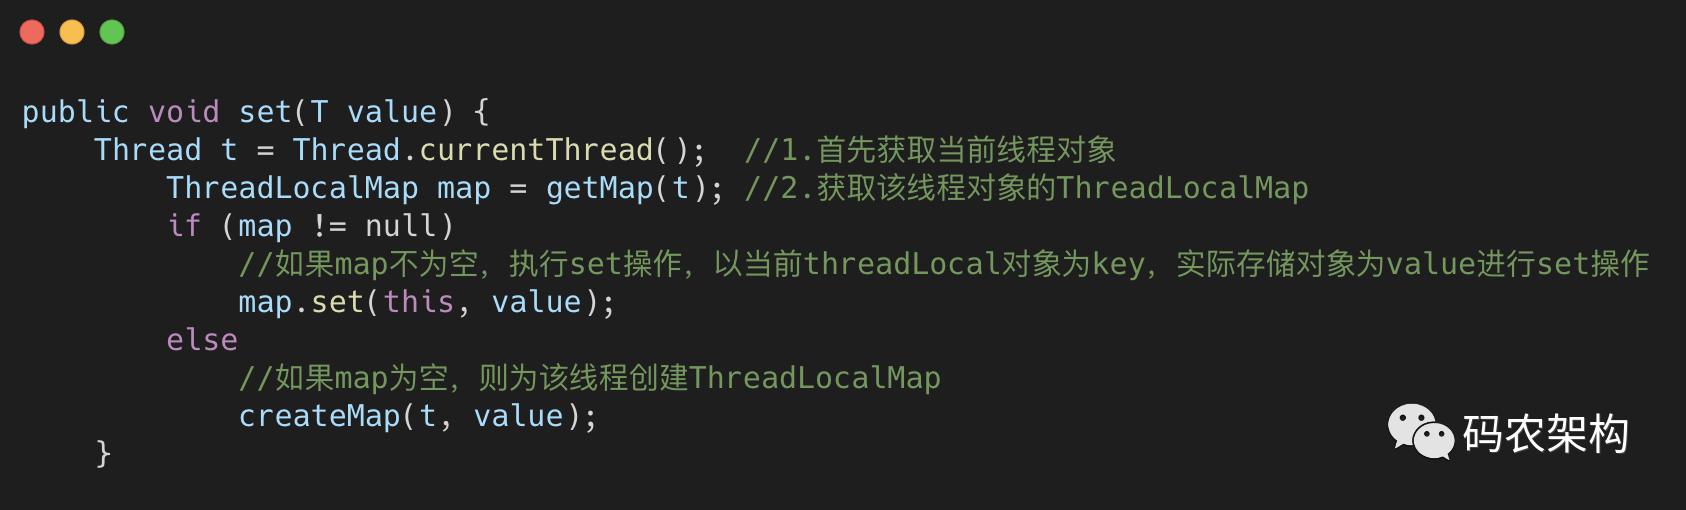 public void set(T value) {
    Thread t = Thread.currentThread();  //1.首先获取当前线程对象
        ThreadLocalMap map = getMap(t); //2.获取该线程对象的ThreadLocalMap
        if (map != null)
            //如果map不为空，执行set操作，以当前threadLocal对象为key，实际存储对象为value进行set操作
            map.set(this, value);
        else
            //如果map为空，则为该线程创建ThreadLocalMap
            createMap(t, value);
    }
码农架构